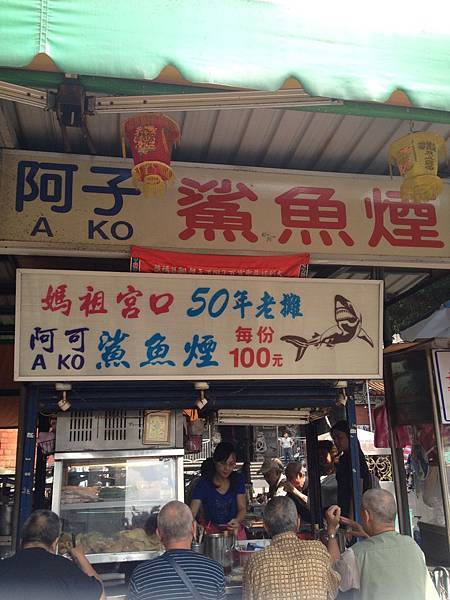 阿子 鯊魚煙
A KO
媽祖宮口 50年老攤
阿可 鯊魚煙 每份
A KO 100元